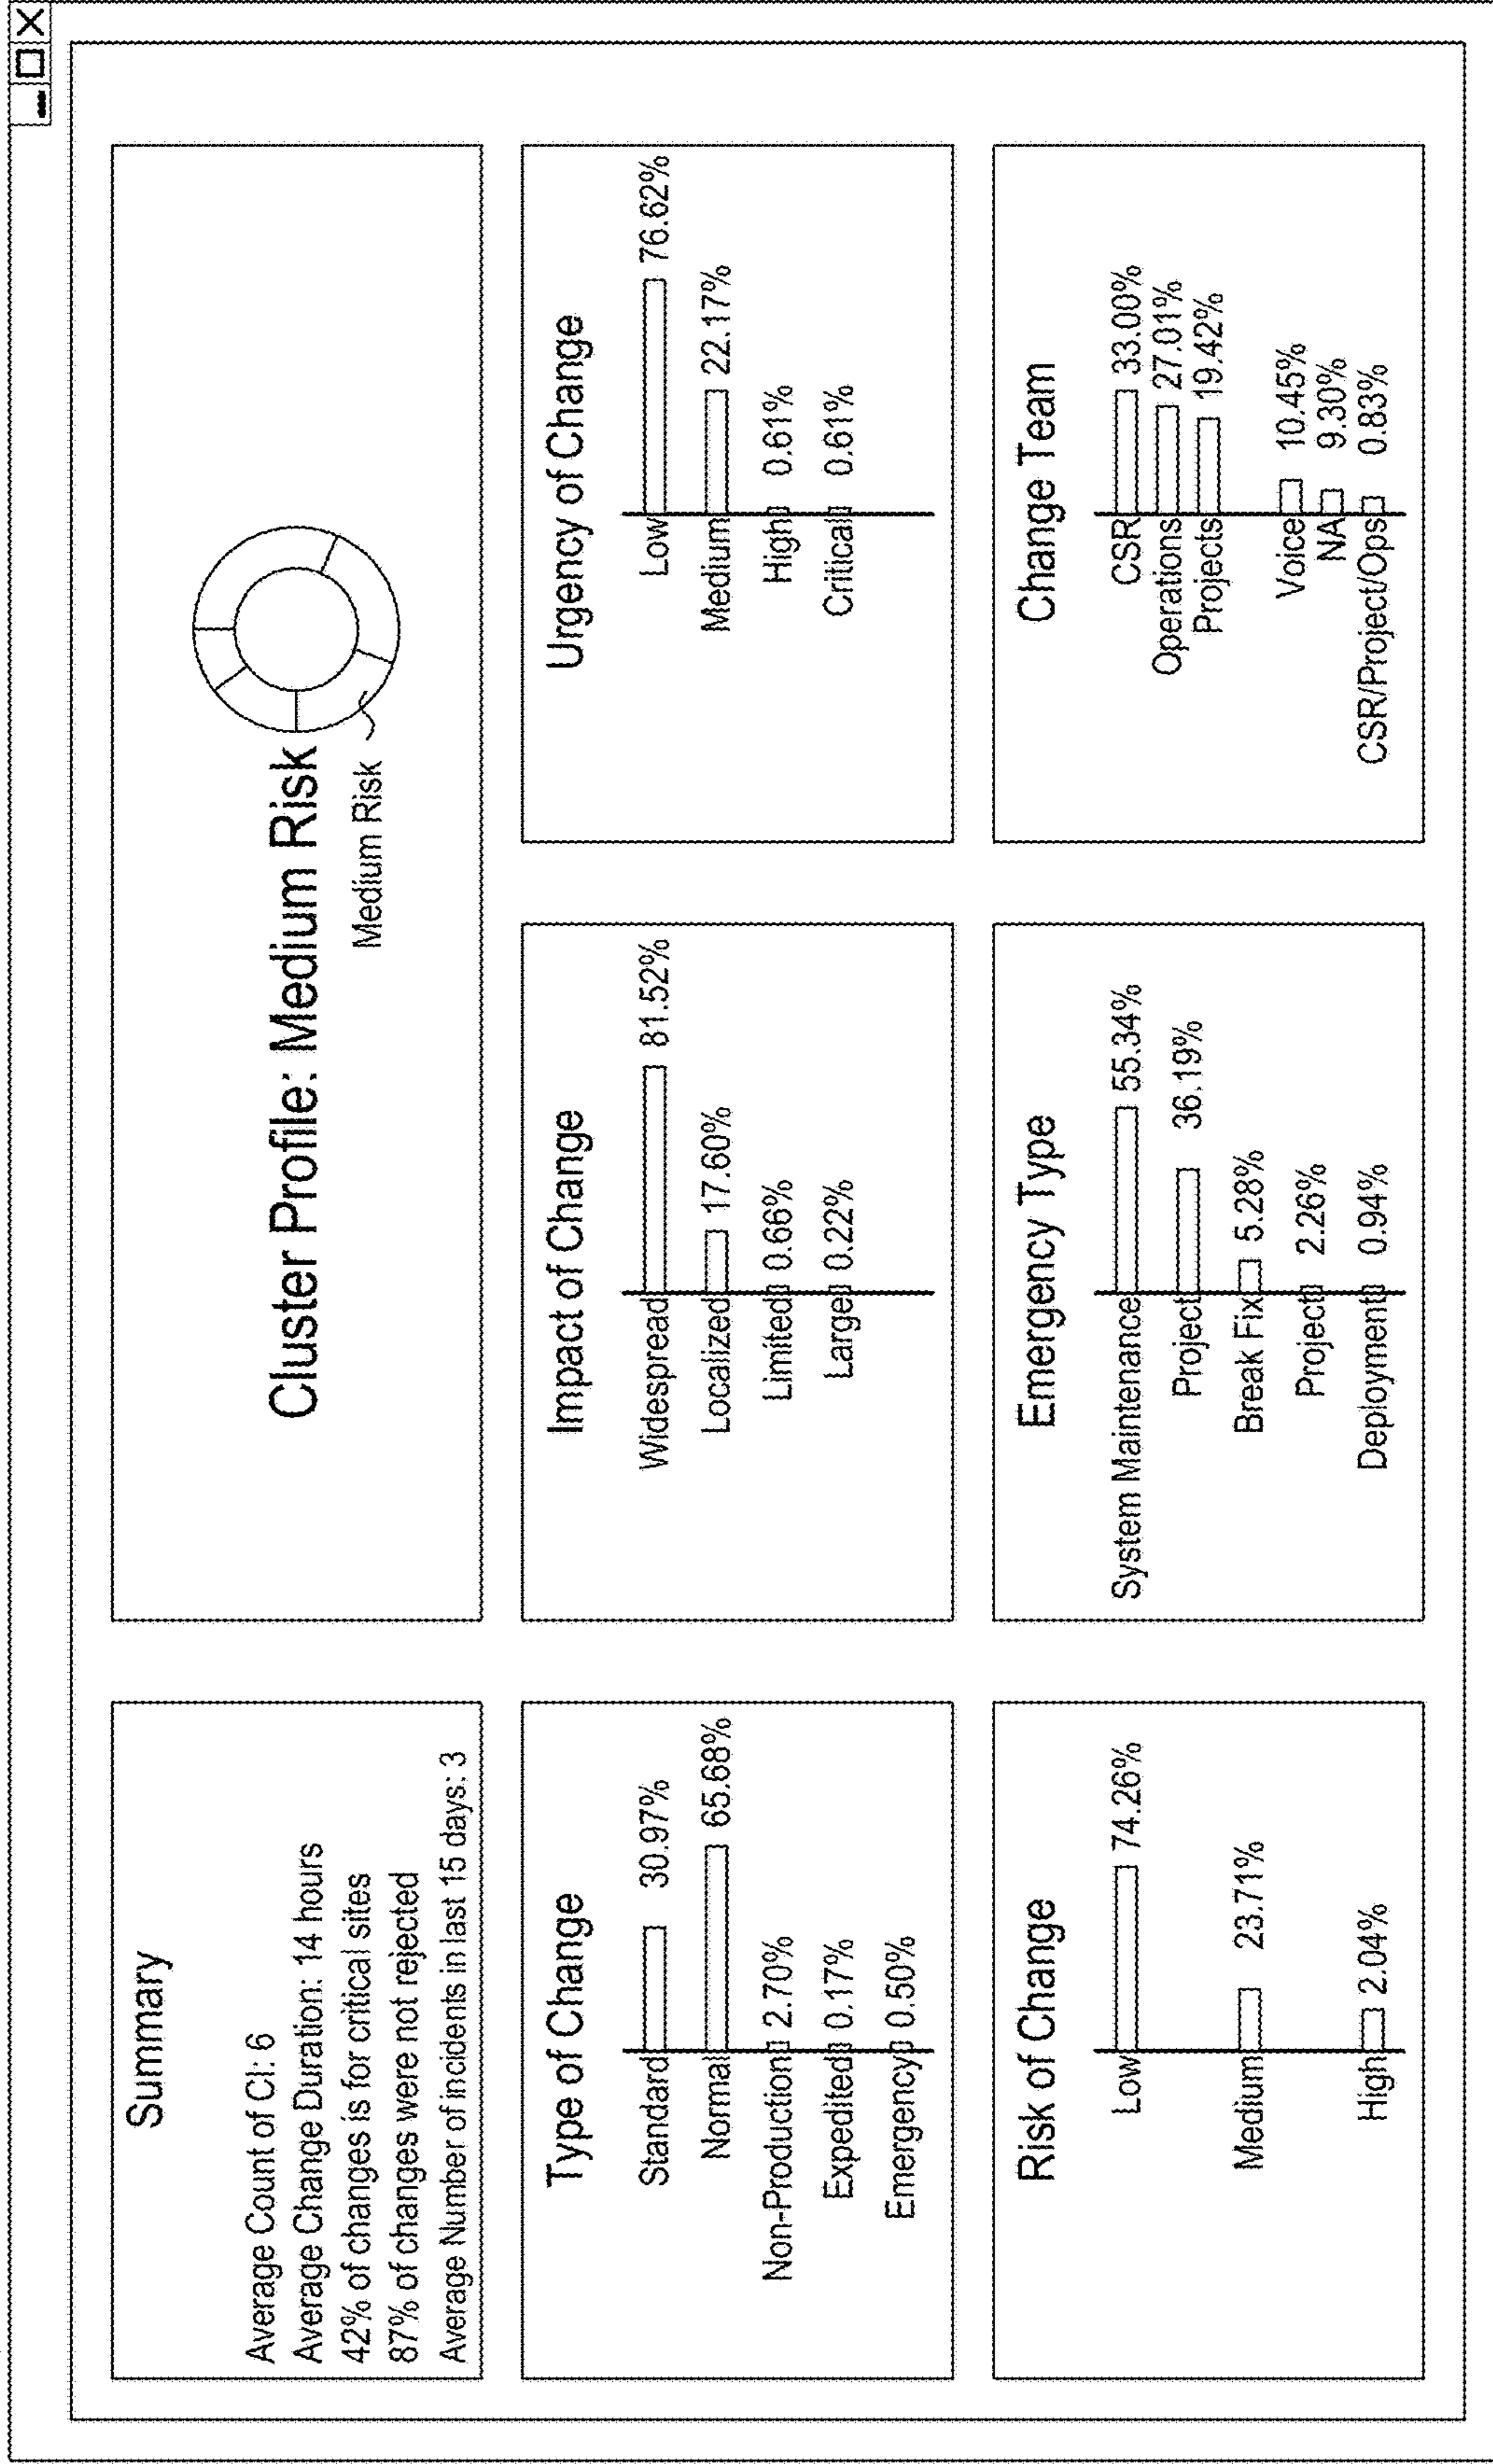 Summary
Average Count of CI: 6
Average Change Duration: 14 hours
42% of changes is for critical sites
87% of changes were not rejected
Average Number of incidents in last 15 days: 3
Cluster Profile: Medium Risk
Medium Risk
Type of Change
Standard 30.97%
Normal 65.68%
Non-Production 2.70%
Expedited 0.17%
Emergency 0.50%
Impact of Change
Widespread 81.52%
Localized 17.60%
Limited 0.66%
Large 0.22%
Urgency of Change
Low 76.62%
Medium 22.17%
High 0.61%
Critical 0.61%
Risk of Change
Low 74.26%
Medium 23.71%
High 2.04%
Emergency Type
System Maintenance 55.34%
Project 36.19%
Break Fix 5.28%
Project 2.26%
Deployment 0.94%
Change Team
CSR 33.00%
Operations 27.01%
Projects 19.42%
Voice 10.45%
NA 9.30%
CSR/Project/Ops 0.83%